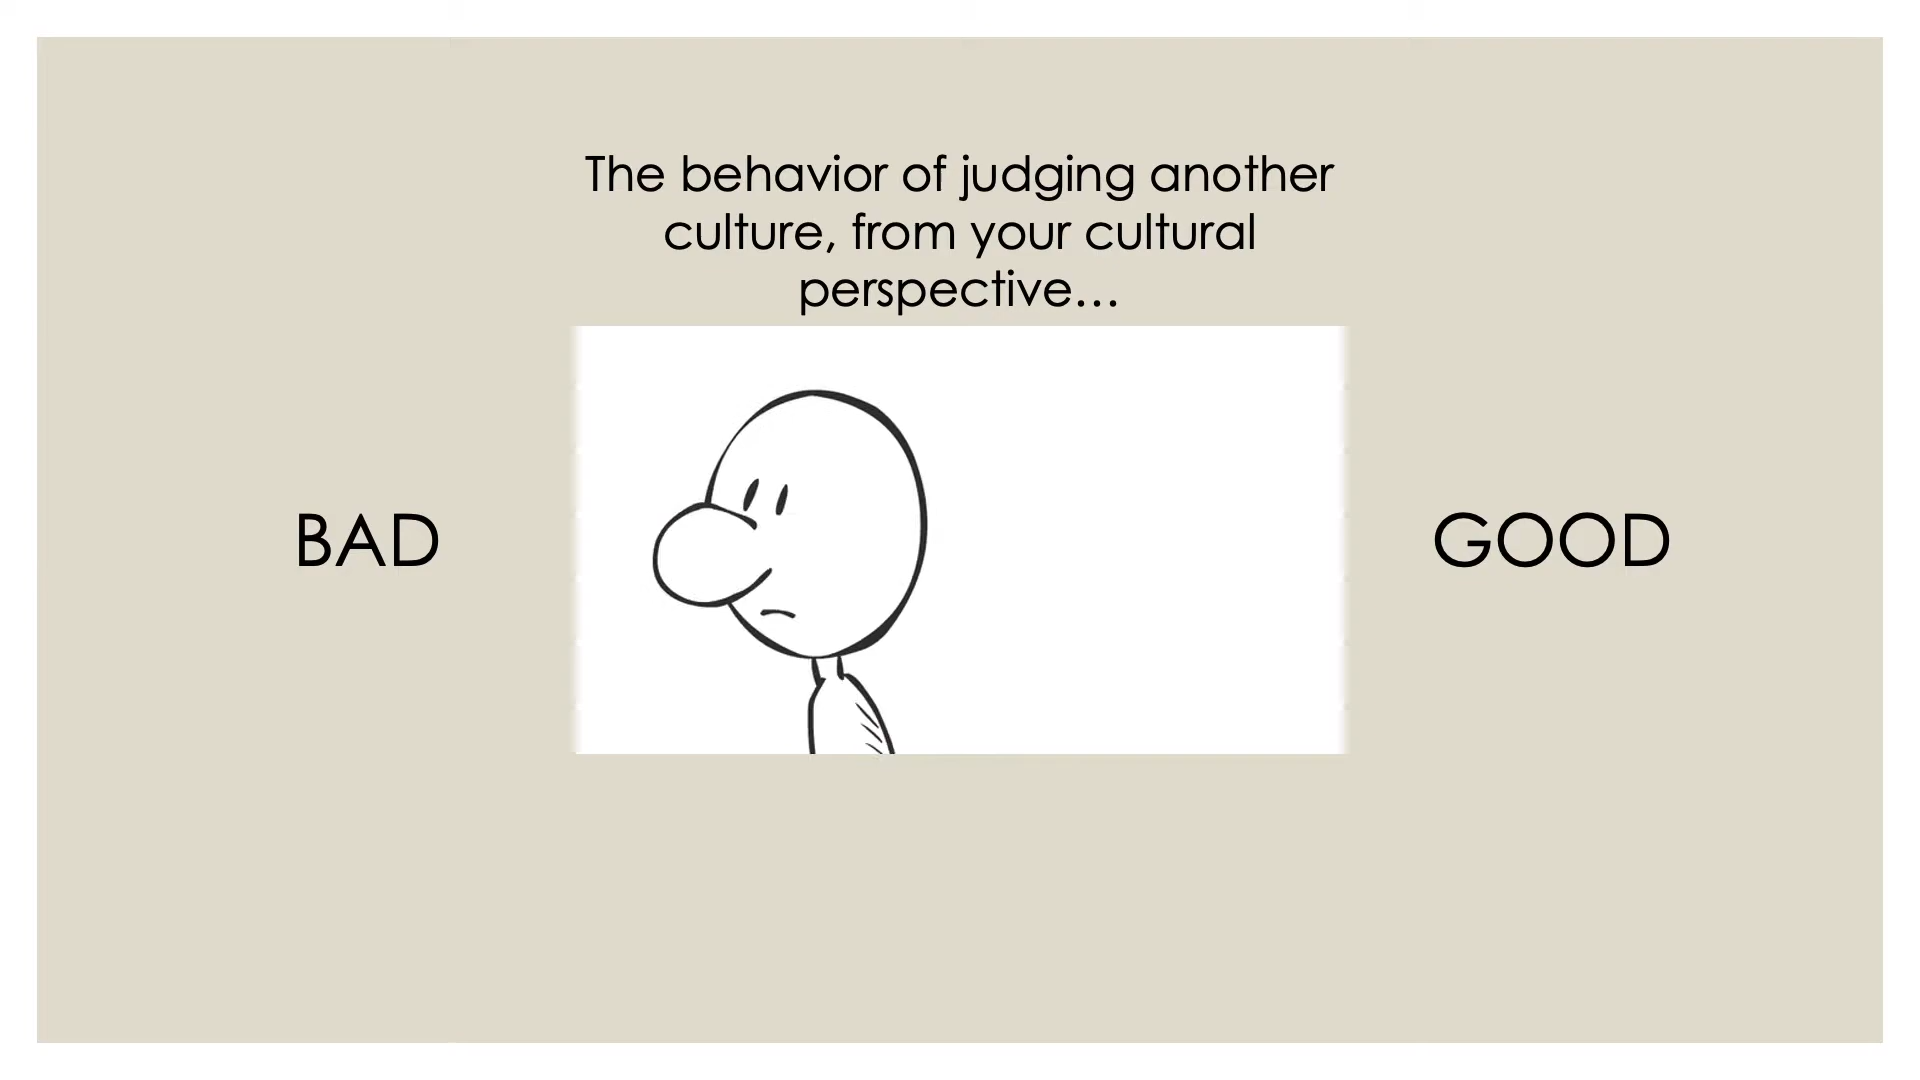 The behavior of judging another
culture, from your cultural
perspective…
BAD
GOOD